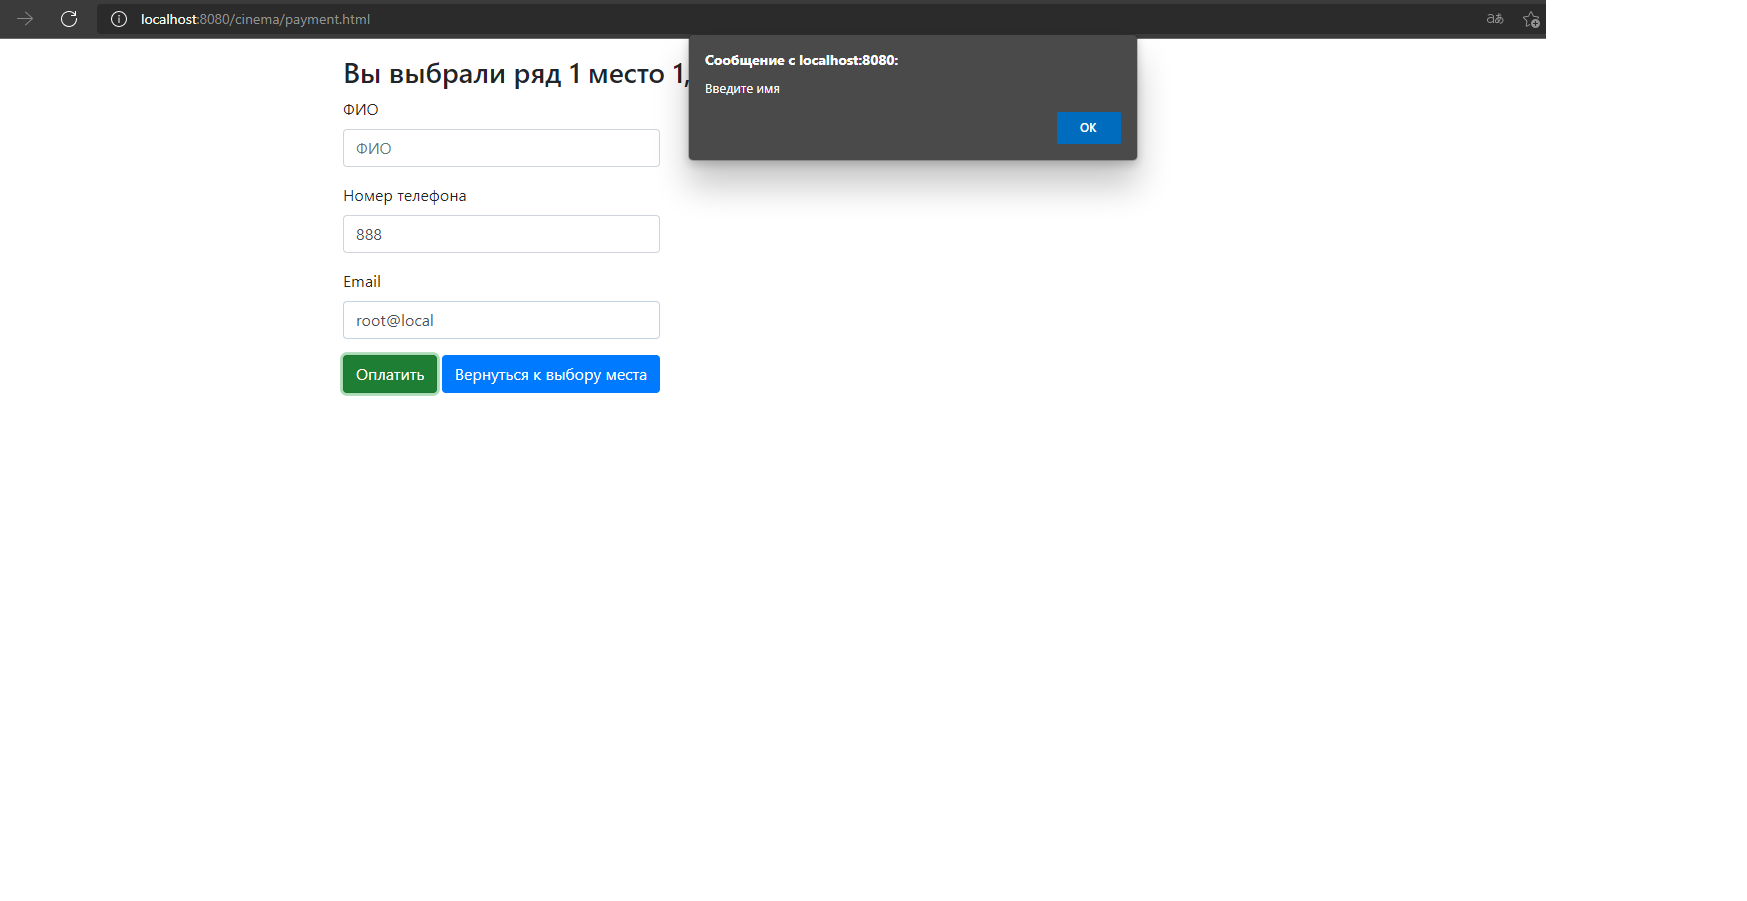 localhost:8080/cinema/payment.html
Сообщение с localhost:8080:
Введите имя
OK
Вы выбрали ряд 1 место 1,
ФИО
ФИО
Номер телефона
888
Email
root@local
Оплатить
Вернуться к выбору места